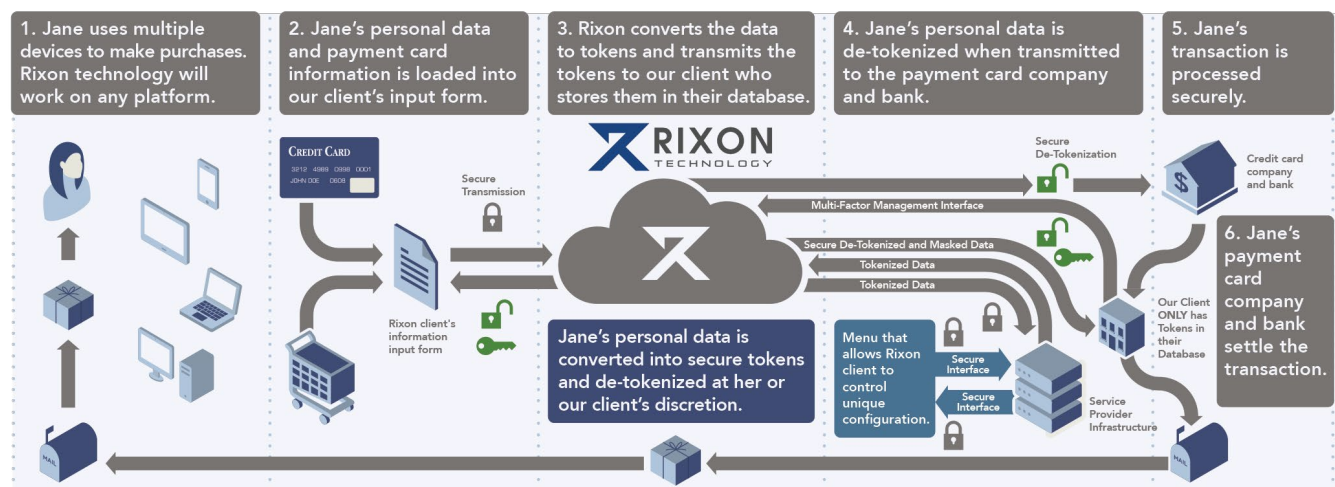 1. Jane uses multiple
devices to make purchases.
Rixon technology will
work on any platform.
2. Jane's personal data
and payment card
information is loaded into
our client's input form.
3. Rixon converts the data
to tokens and transmits the
tokens to our client who
stores them in their database.
4. Jane's personal data is
de-tokenized when transmitted
to the payment card company
and bank.
5. Jane's
transaction is
processed
securely.
CREDIT CARD
3212 4989 0998 0001
JOHN DOE 0608
Secure
Transmission
Rixon client's
information
input form
RIXON
TECHNOLOGY
Secure
De-Tokenization
Multi-Factor Management Interface
Secure De-Tokenized and Masked Data
Tokenized Data
Tokenized Data
$
Credit card
company
and bank
6. Jane's
payment
card
company
and bank
settle the
transaction.
Our Client
ONLY has
Tokens in
their
Database
Jane's personal data is
converted into secure tokens
and de-tokenized at her or
our client's discretion.
Menu that
allows Rixon
client to
control
unique
configuration.
Secure
Interface
Secure
Interface
Service
Provider
Infrastructure
MAIL
MAIL